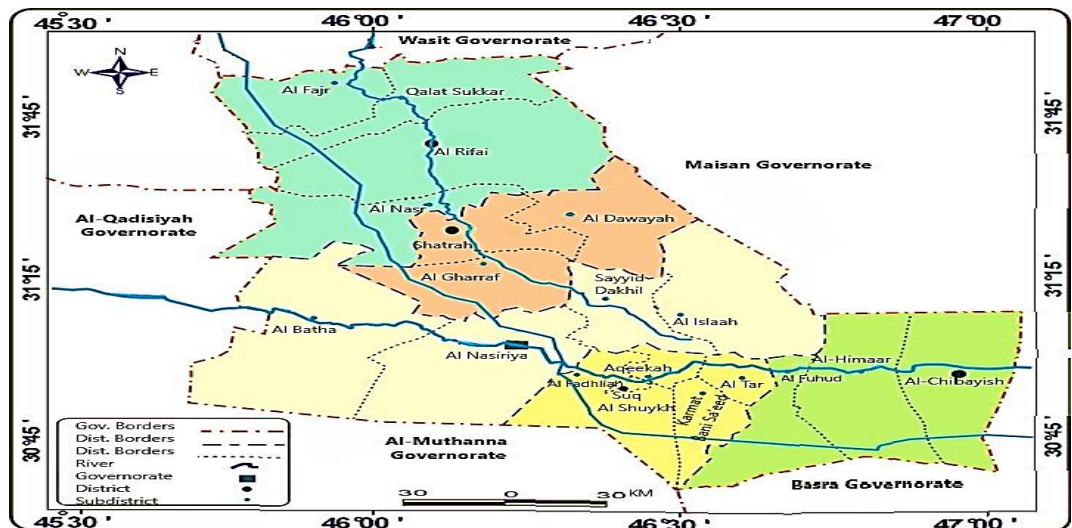 45 30 '
46 00 '
46 30 '
47 00 '
Wasit Governorate
N
W
E
S
Al Fajr
Qalat Sukkar
31 45 '
31 45 '
Al Rifai
Maisan Governorate
Al-Qadisiyah
Governorate
Al Nasr
Al Dawayah
Shatrah
Al Gharraf
Sayyid
Dakhil
31 15 '
31 15 '
Al Islaah
Al Batha
Al Nasiriya
Al-Himaar
Aqeekah
Al Fadhliah
Al Tar
Al Fuhud
Al-Chibayish
Suq
Al Shuykh
Karmat
Bani Sa'eed
Al-Muthanna
Governorate
30 45 '
30 45 '
Basra Governorate
Gov. Borders
Dist. Borders
Dist. Borders
River
Governorate
District
Subdistrict
30 0 30 KM
45 30 '
46 00 '
46 30 '
47 00 '